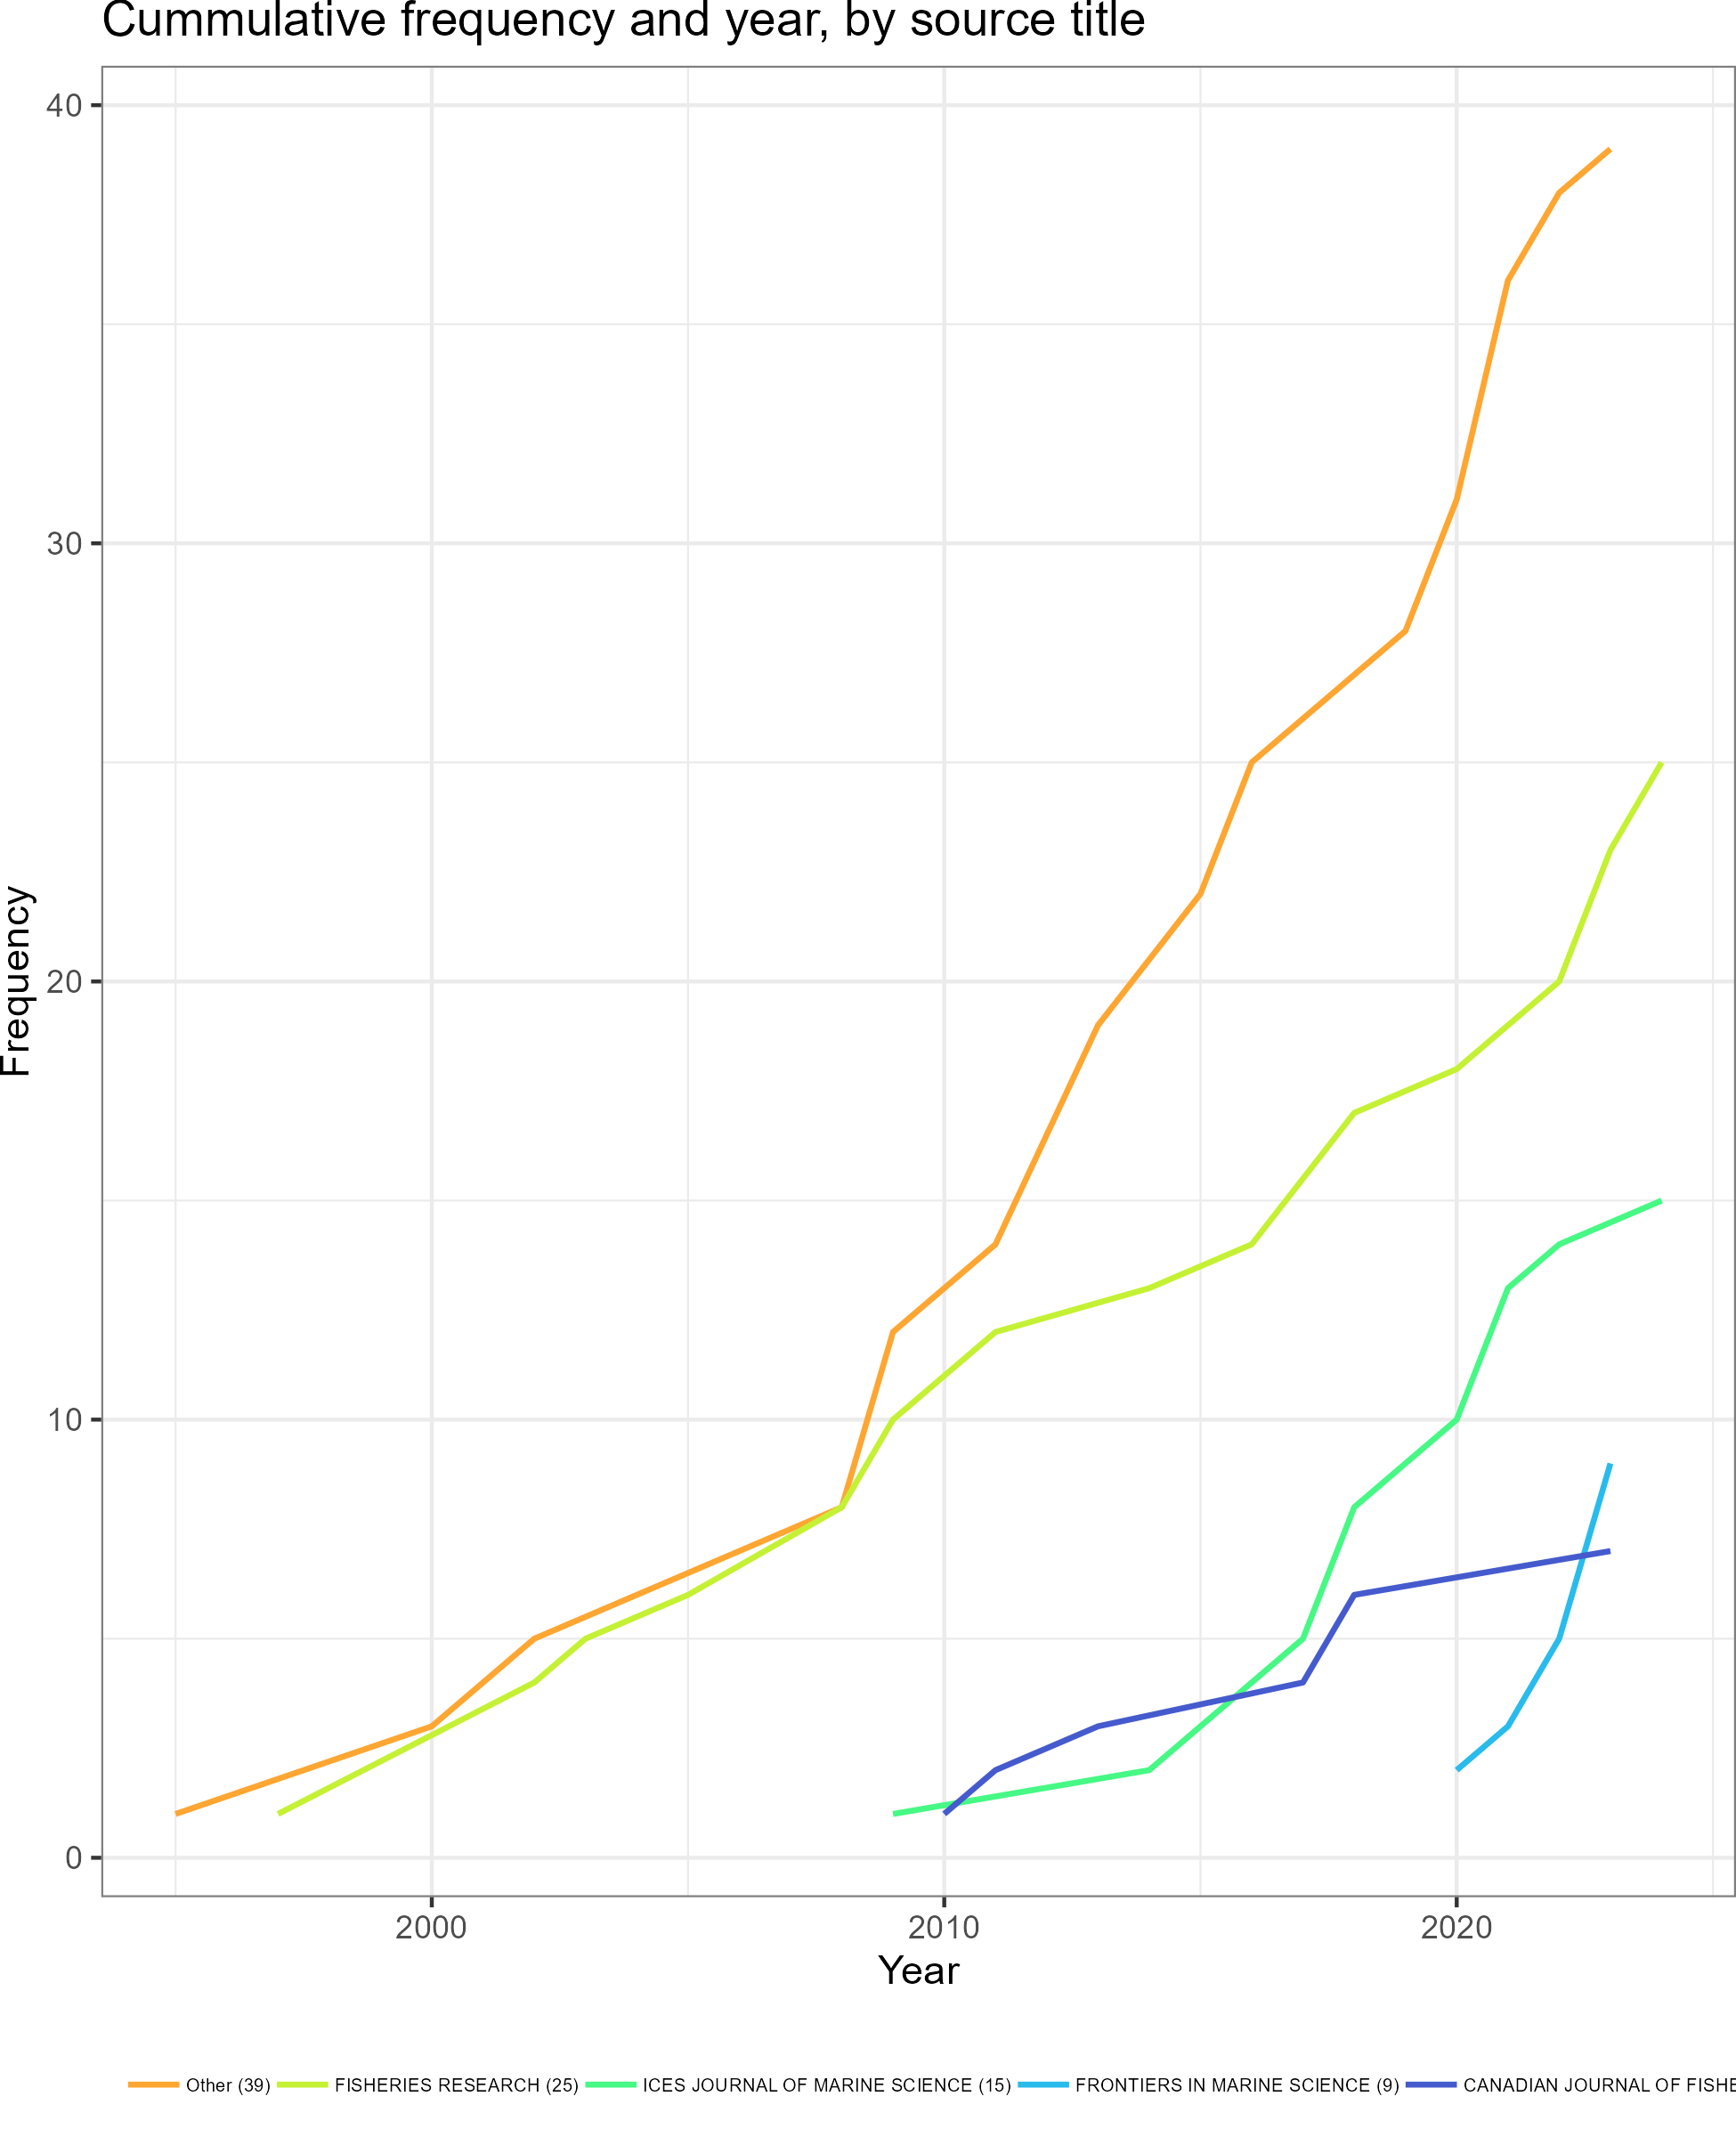 Cummulative frequency and year, by source title
40
30
20
10
0
Frequency
2000 2010 2020
Year
Other (39) FISHERIES RESEARCH (25) ICES JOURNAL OF MARINE SCIENCE (15) FRONTIERS IN MARINE SCIENCE (9) CANADIAN JOURNAL OF FISHE